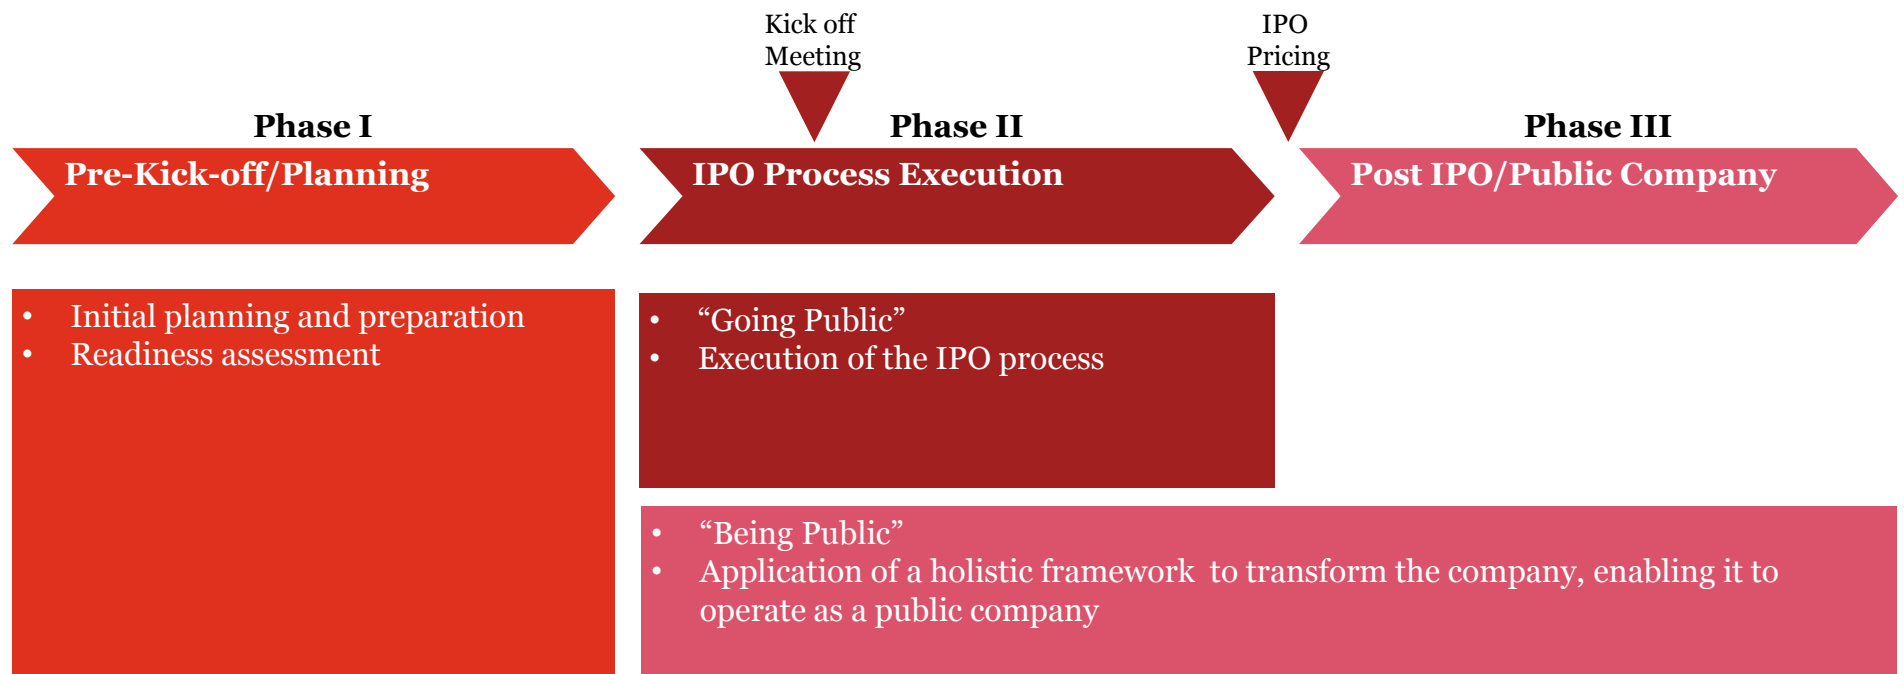 Kick off
Meeting
IPO
Pricing
Phase I
Phase II
Phase III
Pre-Kick-off/Planning
IPO Process Execution
Post IPO/Public Company
• Initial planning and preparation
• Readiness assessment
• “Going Public”
• Execution of the IPO process
• “Being Public”
• Application of a holistic framework  to transform the company, enabling it to
operate as a public company